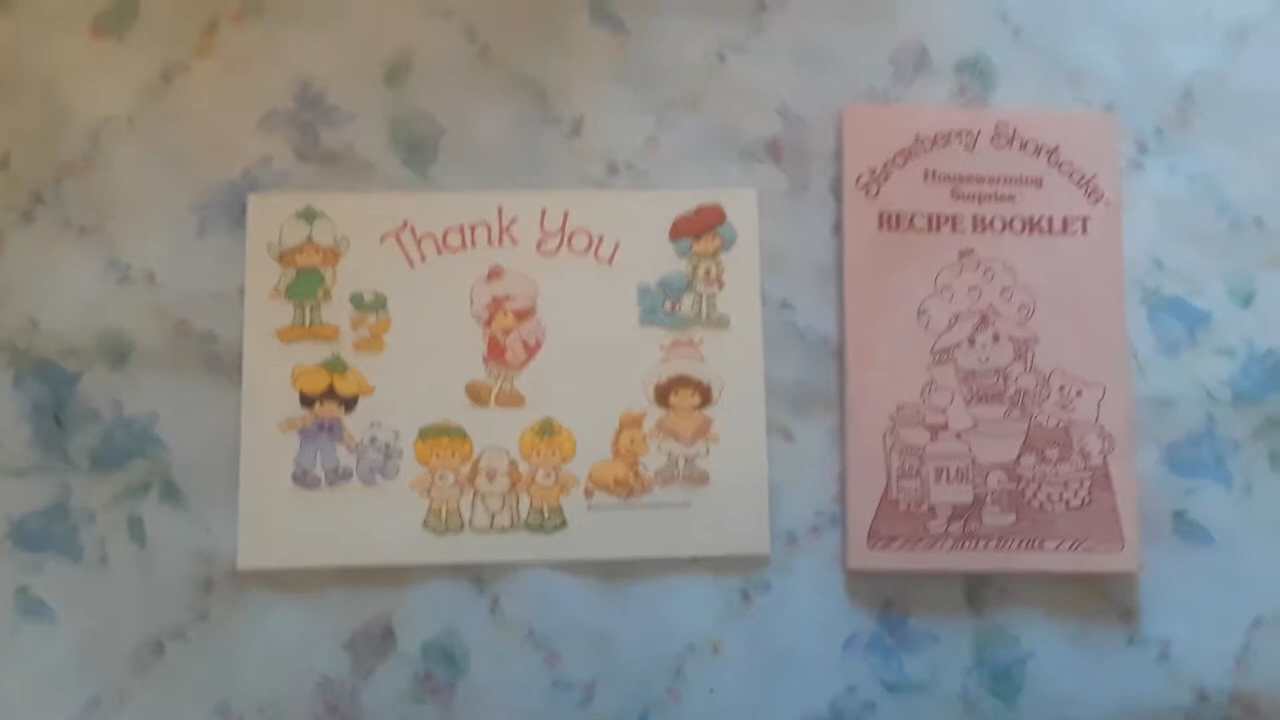 Thank You
Strawberry Shortcake
Housewarming
Surprise
RECIPE BOOKLET